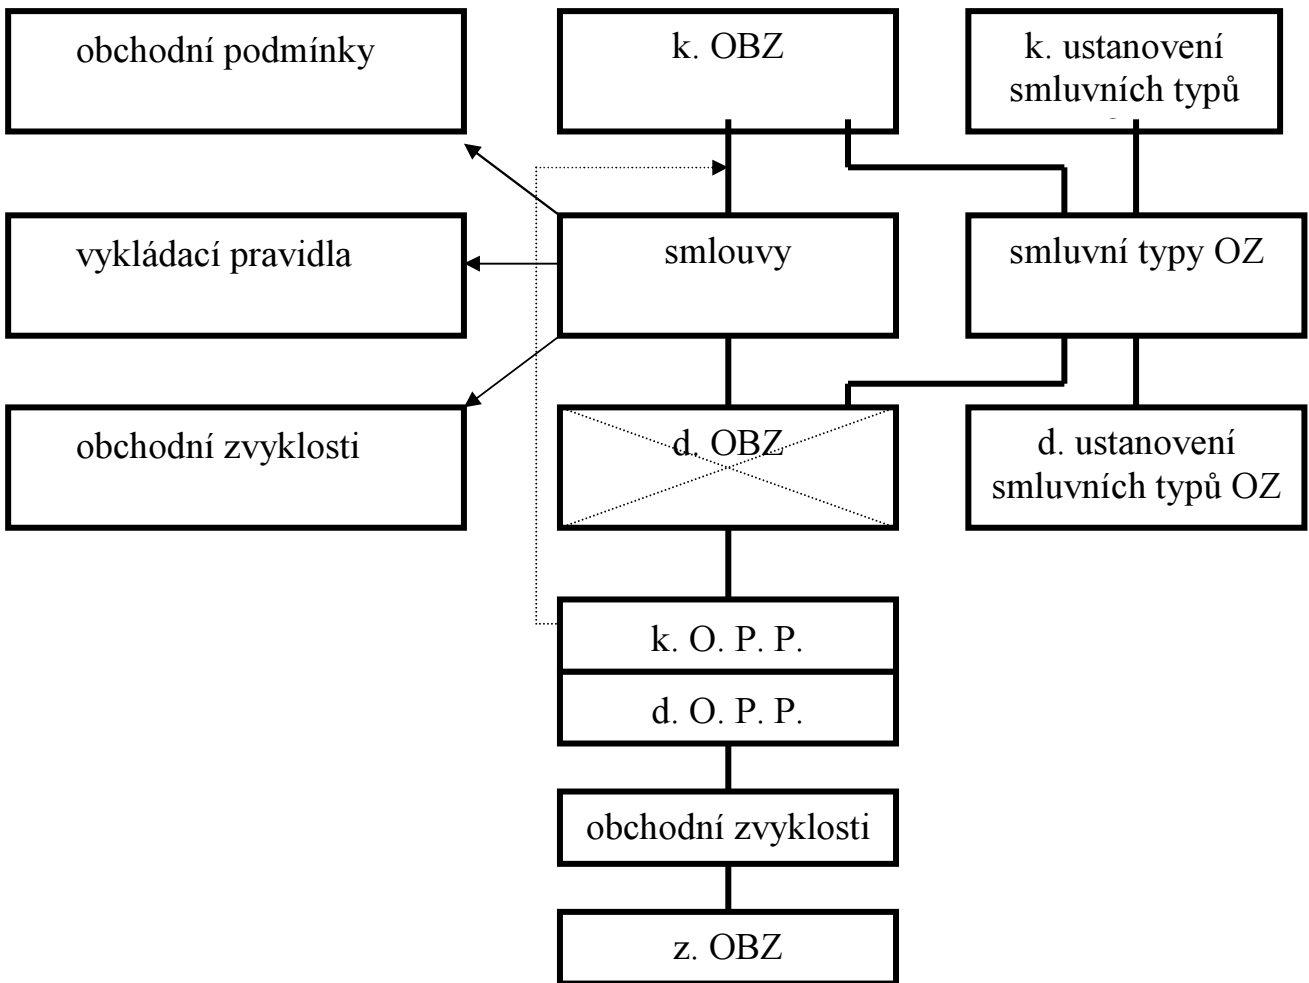 obchodní podmínky
k. OBZ
k. ustanovení
smluvních typů
vykládací pravidla
smlouvy
smluvní typy OZ
obchodní zvyklosti
d. OBZ
d. ustanovení
smluvních typů OZ
k. O. P. P.
d. O. P. P.
obchodní zvyklosti
z. OBZ